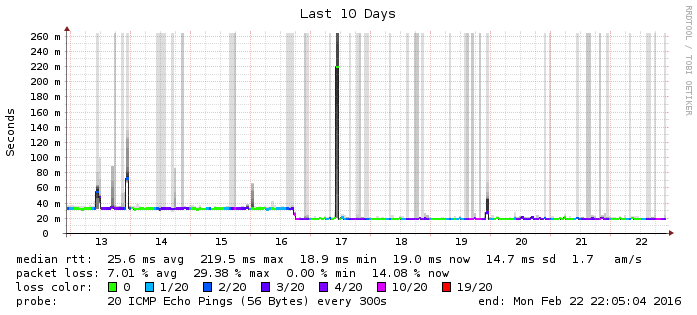 Last 10 Days
RRDTOOL / TOBI OETIKER
Seconds
260 m
240 m
220 m
200 m
180 m
160 m
140 m
120 m
100 m
80 m
60 m
40 m
20 m
0
13 14 15 16 17 18 19 20 21 22
median rtt: 25.6 ms avg 219.5 ms max 18.9 ms min 19.0 ms now 14.7 ms sd 1.7 am/s
packet loss: 7.01 % avg 29.38 % max 0.00 % min 14.08 % now
loss color: 0 1/20 2/20 3/20 4/20 10/20 19/20
probe: 20 ICMP Echo Pings (56 Bytes) every 300s end: Mon Feb 22 22:05:04 2016